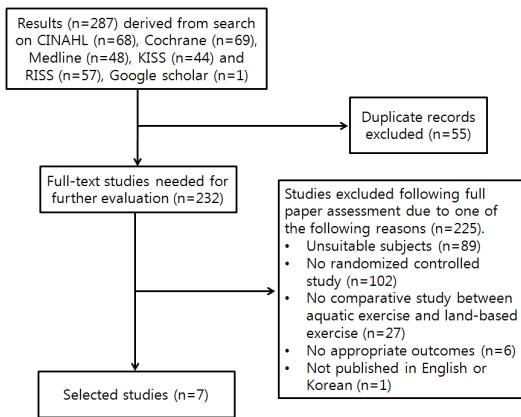 Results (n=287) derived from search
on CINAHL (n=68), Cochrane (n=69),
Medline (n=48), KISS (n=44) and
RISS (n=57), Google scholar (n=1)
Duplicate records
excluded (n=55)
Full-text studies needed for
further evaluation (n=232)
Studies excluded following full
paper assessment due to one of
the following reasons (n=225).
• Unsuitable subjects (n=89)
• No randomized controlled
study (n=102)
• No comparative study between
aquatic exercise and land-based
exercise (n=27)
• No appropriate outcomes (n=6)
• Not published in English or
Korean (n=1)
Selected studies (n=7)